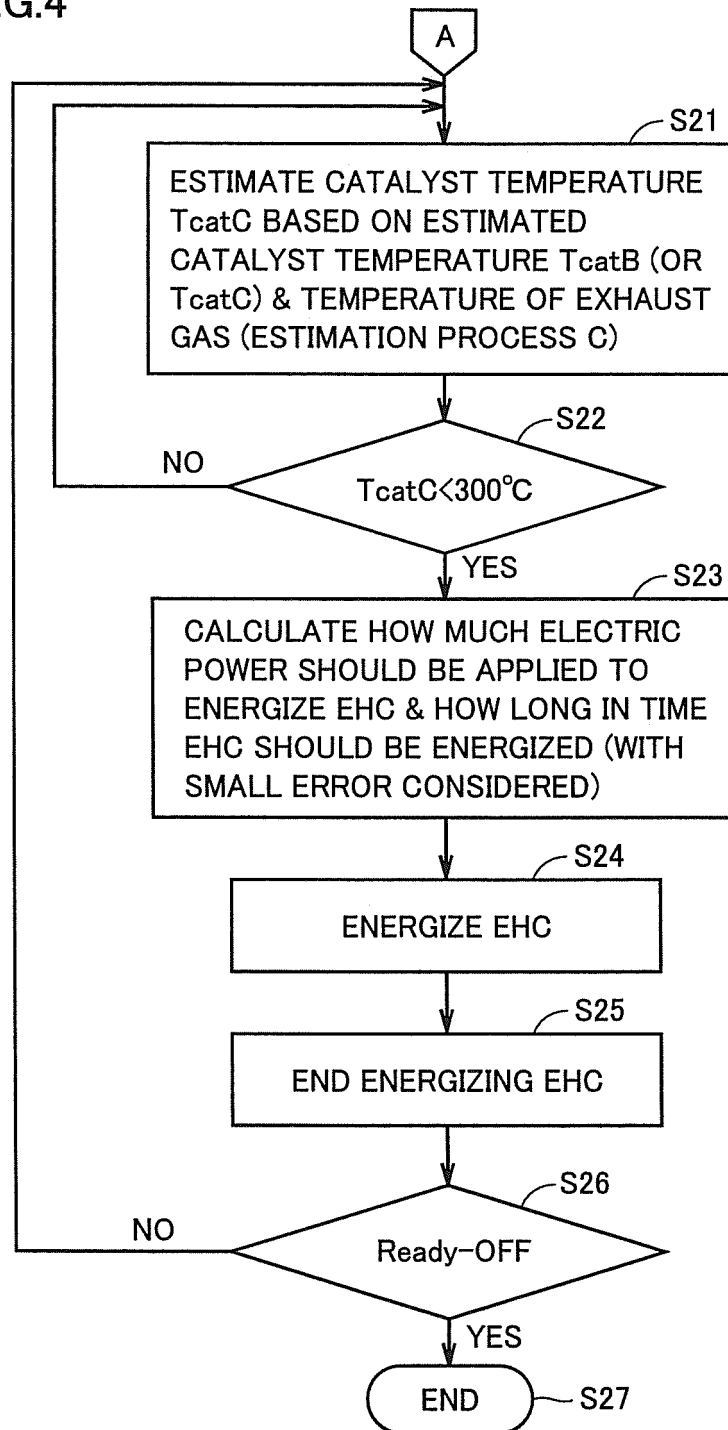 G.4
A
S21
ESTIMATE CATALYST TEMPERATURE
TcatC BASED ON ESTIMATED
CATALYST TEMPERATURE TcatB (OR
TcatC) & TEMPERATURE OF EXHAUST
GAS (ESTIMATION PROCESS C)
S22
NO
TcatC<300°C
YES
S23
CALCULATE HOW MUCH ELECTRIC
POWER SHOULD BE APPLIED TO
ENERGIZE EHC & HOW LONG IN TIME
EHC SHOULD BE ENERGIZED (WITH
SMALL ERROR CONSIDERED)
S24
ENERGIZE EHC
S25
END ENERGIZING EHC
S26
NO
Ready-OFF
YES
END
S27